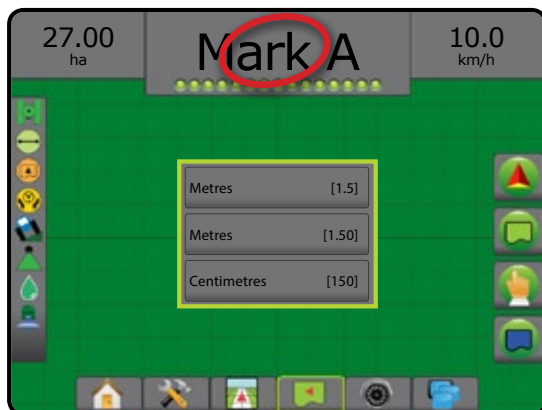 27.00
ha
Mark A
10.0
km/h
Metres [1.5]
Metres [1.50]
Centimetres [150]